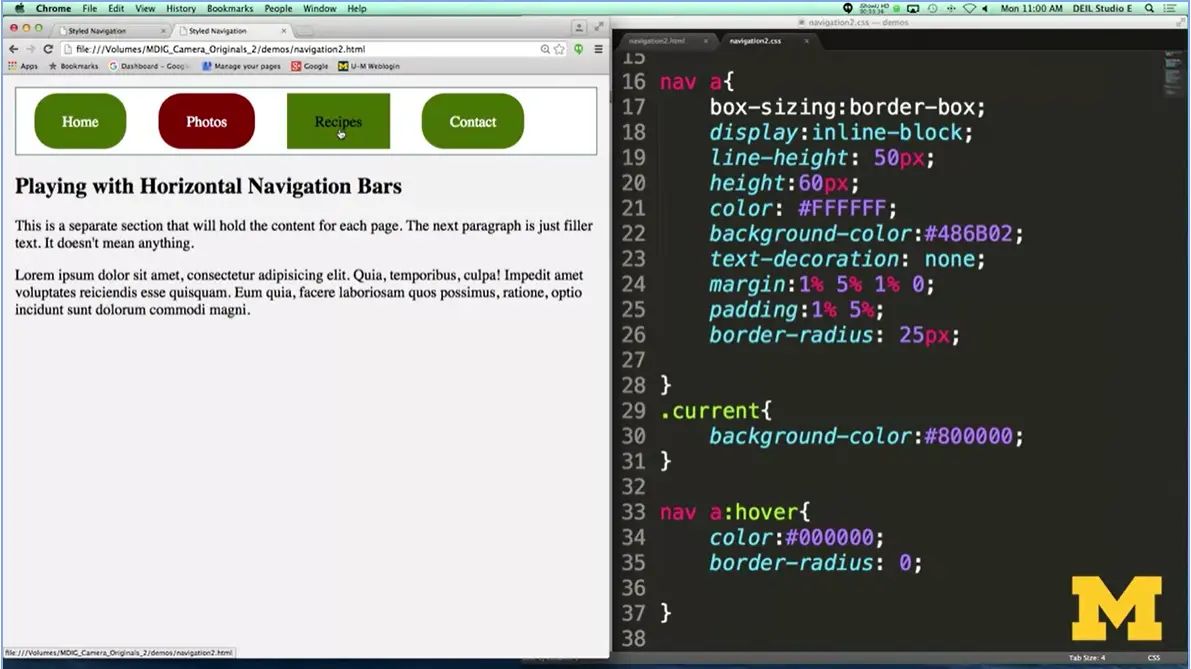 Chrome File Edit View History Bookmarks People Window Help
Mon 11:00 AM DEIL Studio E
Styled Navigation Styled Navigation
file:///Volumes/MDIG_Camera_Originals_2/demos/navigation2.html
Apps Bookmarks Dashboard - Goog Manage your pages Google U-M Weblogin
Home Photos Recipes Contact
Playing with Horizontal Navigation Bars
This is a separate section that will hold the content for each page. The next paragraph is just filler
text. It doesn't mean anything.
Lorem ipsum dolor sit amet, consectetur adipisicing elit. Quia, temporibus, culpa! Impedit amet
voluptates reiciendis esse quisquam. Eum quia, facere laboriosam quos possimus, ratione, optio
incidunt sunt dolorum commodi magni.
file:///Volumes/MDIG_Camera_Originals_2/demos/navigation2.html
navigation2.css — demos
navigation2.html navigation2.css
15
16 nav a{
17 box-sizing:border-box;
18 display:inline-block;
19 line-height: 50px;
20 height:60px;
21 color: #FFFFFF;
22 background-color:#486B02;
23 text-decoration: none;
24 margin:1% 5% 1% 0;
25 padding:1% 5%;
26 border-radius: 25px;
27
28 }
29 .current{
30 background-color:#800000;
31 }
32
33 nav a:hover{
34 color:#000000;
35 border-radius: 0;
36
37 }
38
M
Tab Size: 4 CSS